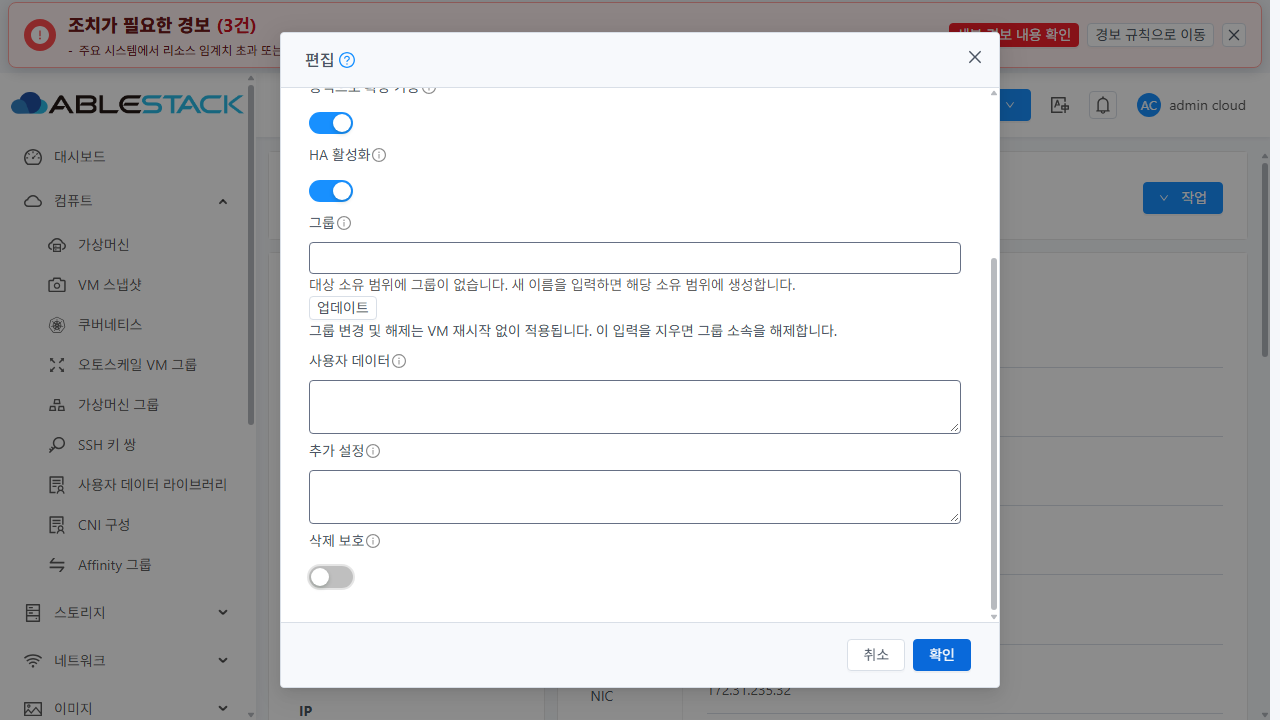 조치가 필요한 경보 (3건)
- 주요 시스템에서 리소스 임계치 초과 또는
경보 내용 확인
경보 규칙으로 이동
편집
ABLESTACK
AC
admin cloud
대시보드
컴퓨트
가상머신
VM 스냅샷
쿠버네티스
오토스케일 VM 그룹
가상머신 그룹
SSH 키 쌍
사용자 데이터 라이브러리
CNI 구성
Affinity 그룹
스토리지
네트워크
이미지
작업
HA 활성화
그룹
대상 소유 범위에 그룹이 없습니다. 새 이름을 입력하면 해당 소유 범위에 생성합니다.
업데이트
그룹 변경 및 해제는 VM 재시작 없이 적용됩니다. 이 입력을 지우면 그룹 소속을 해제합니다.
사용자 데이터
추가 설정
삭제 보호
취소
확인
NIC
172.31.235.32
IP